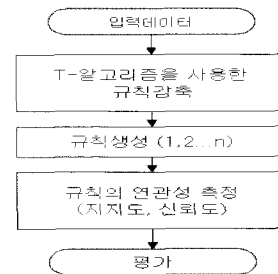 입력데이터
T-알고리즘을 사용한
규칙감축
규칙생성 (1,2...n)
규칙의 연관성 측정
(지지도, 신뢰도)
평가